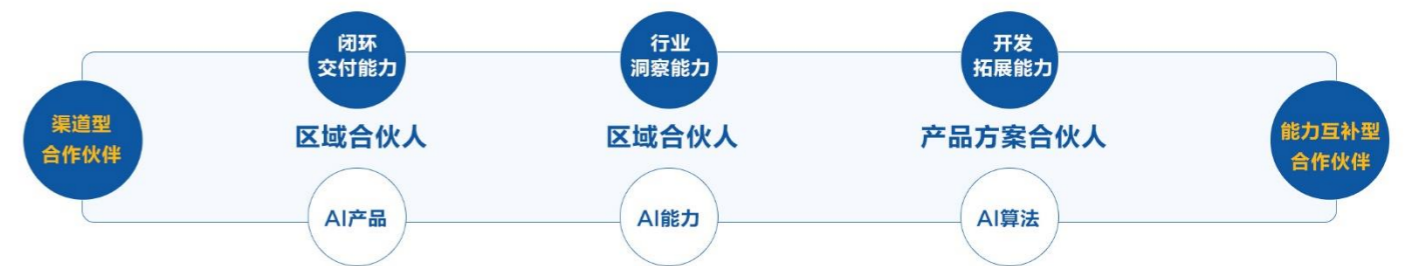 闭环
交付能力
行业
洞察能力
开发
拓展能力
渠道型
合作伙伴
区域合伙人
区域合伙人
产品方案合伙人
能力互补型
合作伙伴
AI产品
AI能力
AI算法